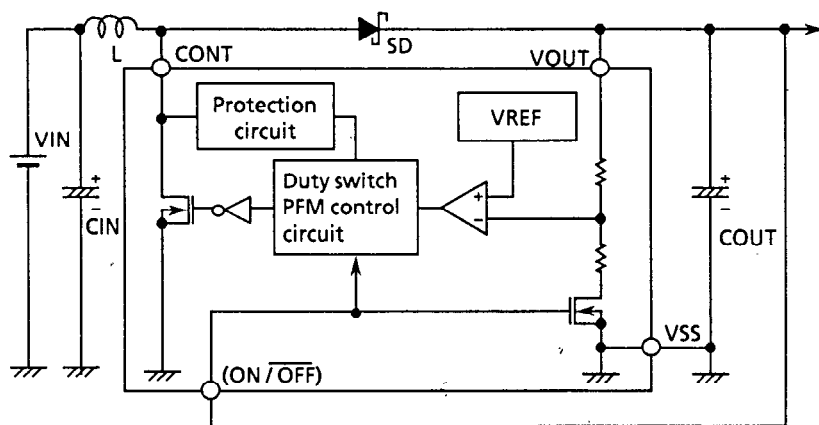 L
CONT
SD
VOUT
Protection
circuit
VREF
VIN
+
−
CIN
Duty switch
PFM control
circuit
+
−
+
−
COUT
VSS
(ON / OFF)